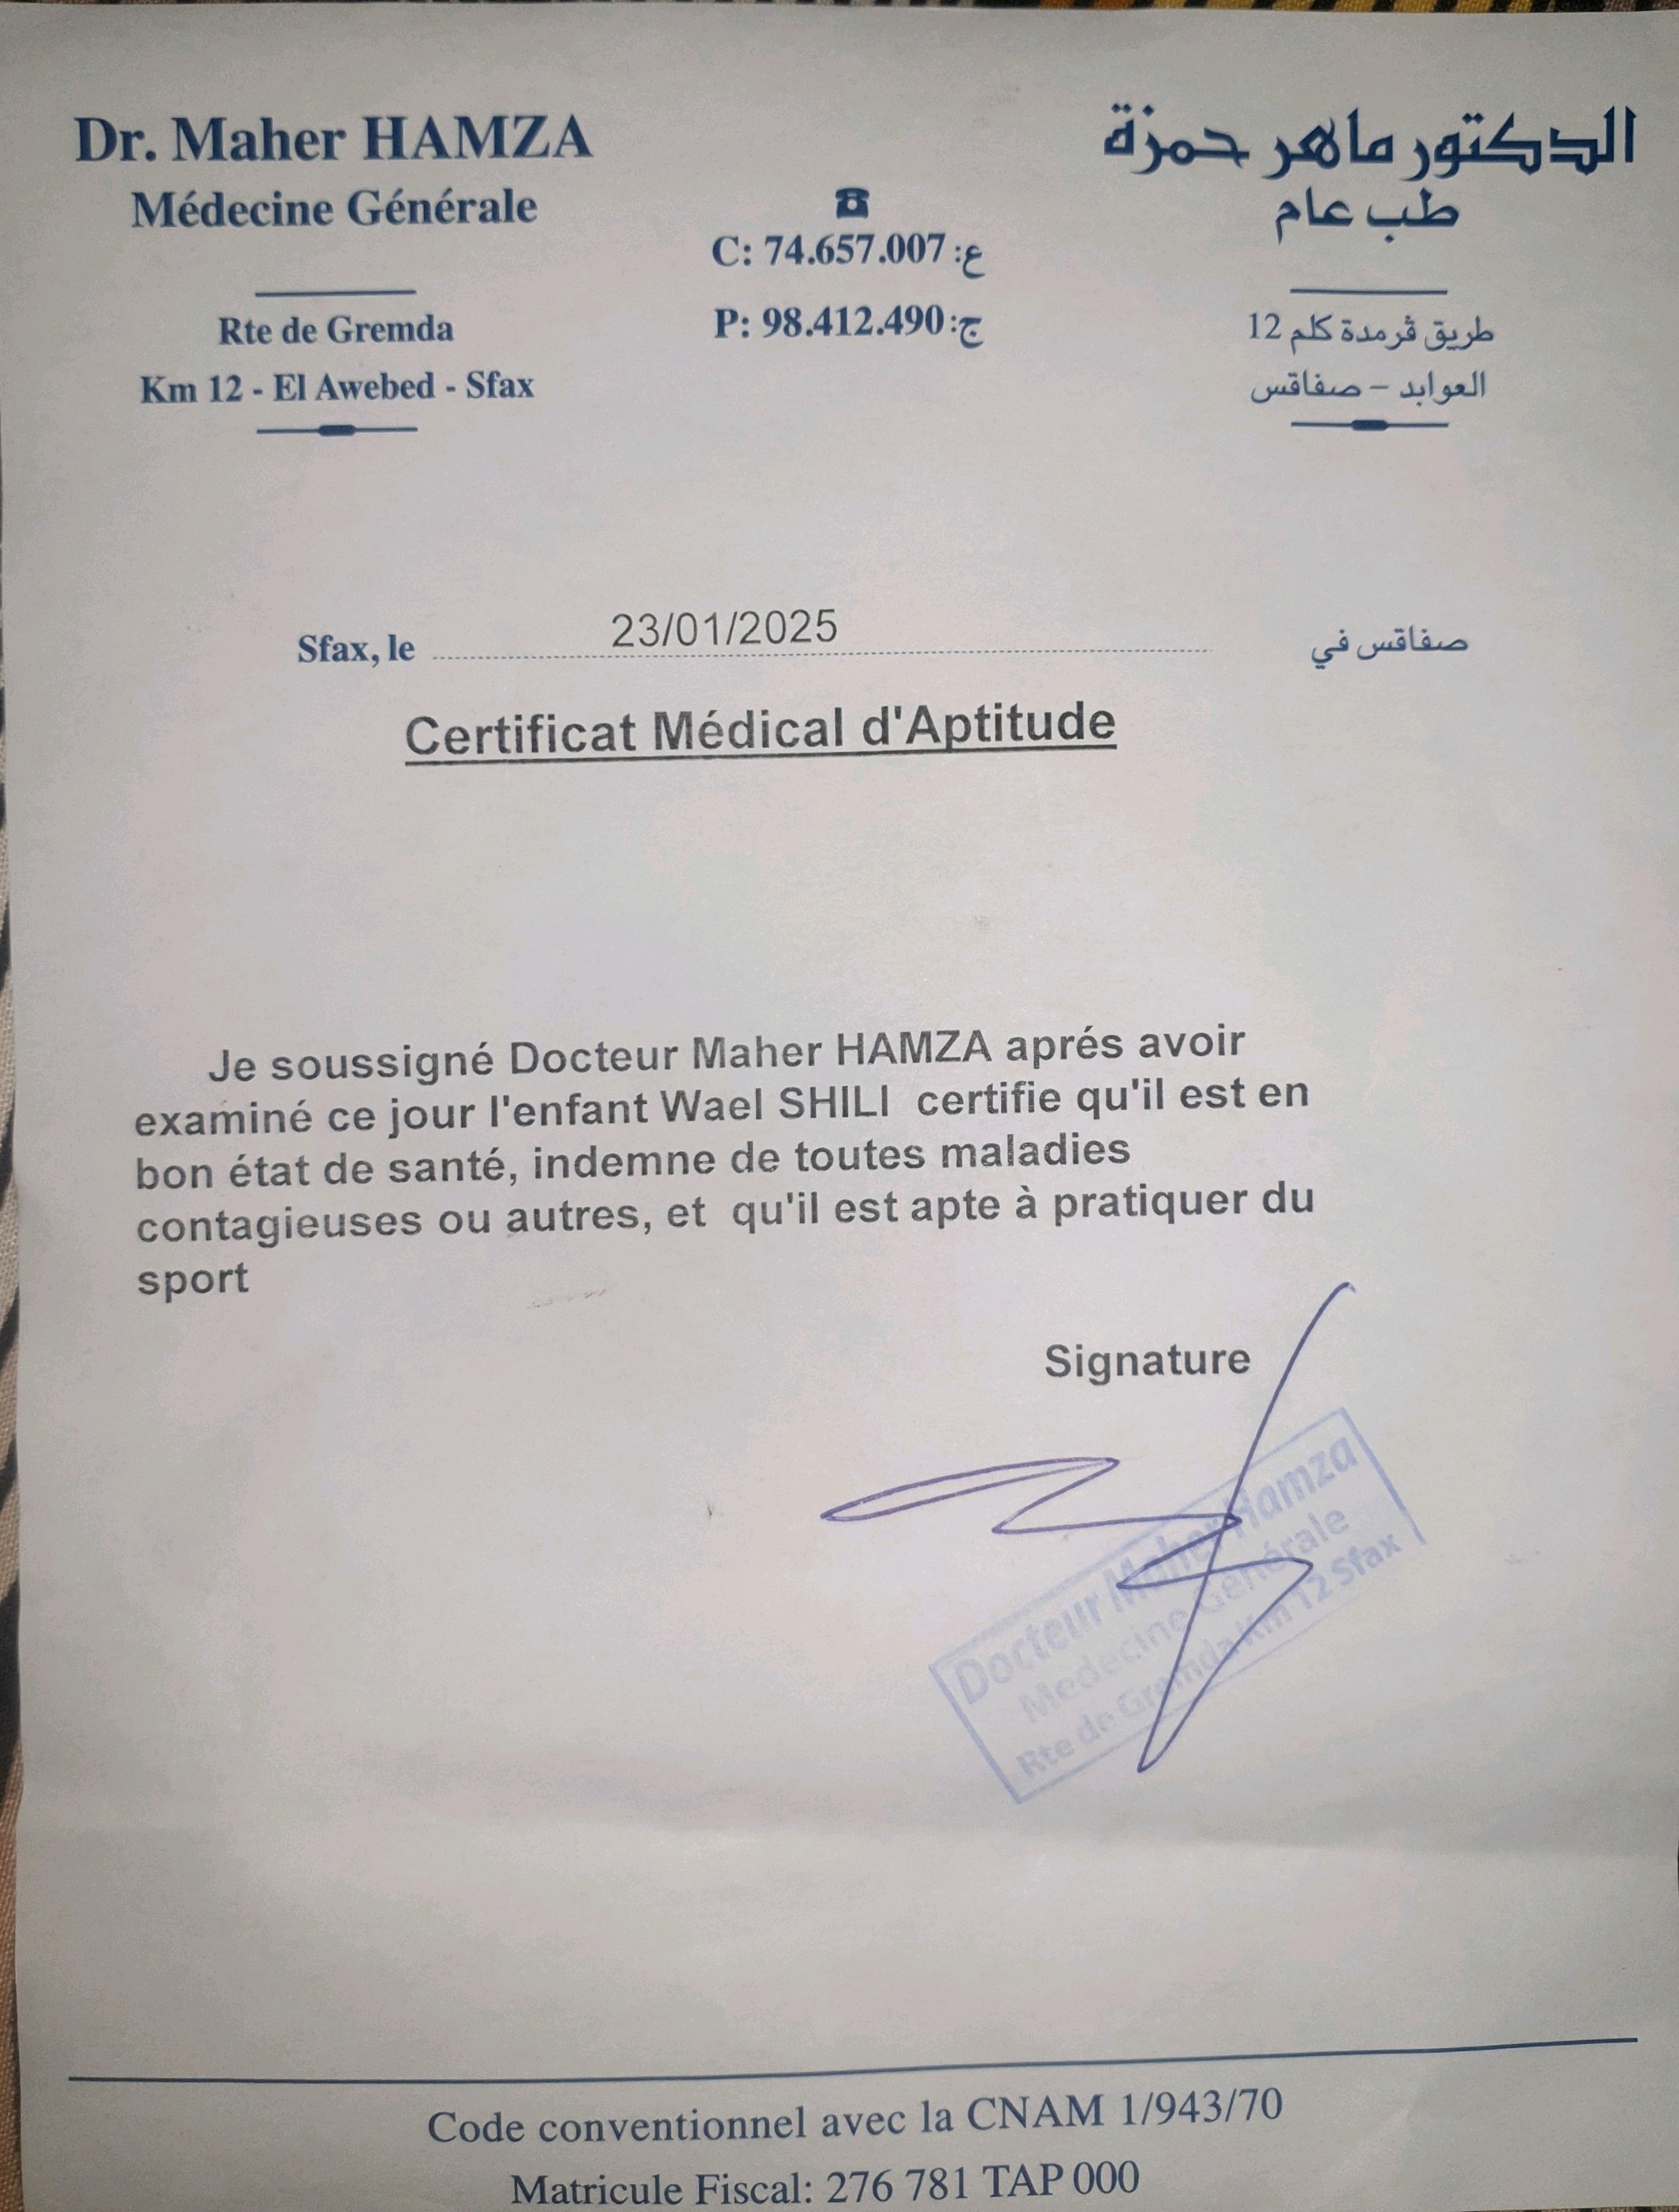 Dr. Maher HAMZA
Médecine Générale
Rte de Gremda
Km 12 - El Awebed - Sfax
C: 74.657.007 :ع
P: 98.412.490 :ج
الدكتور ماهر حمزة
طب عام
طريق ڨرمدة كلم 12
العوابد – صفاقس
Sfax, le 23/01/2025 صفاقس في
Certificat Médical d'Aptitude
Je soussigné Docteur Maher HAMZA aprés avoir
examiné ce jour l'enfant Wael SHILI certifie qu'il est en
bon état de santé, indemne de toutes maladies
contagieuses ou autres, et qu'il est apte à pratiquer du
sport
Signature
Docteur Maher Hamza
Medecine Générale
Rte de Gremda Km 12 Sfax
Code conventionnel avec la CNAM 1/943/70
Matricule Fiscal: 276 781 TAP 000